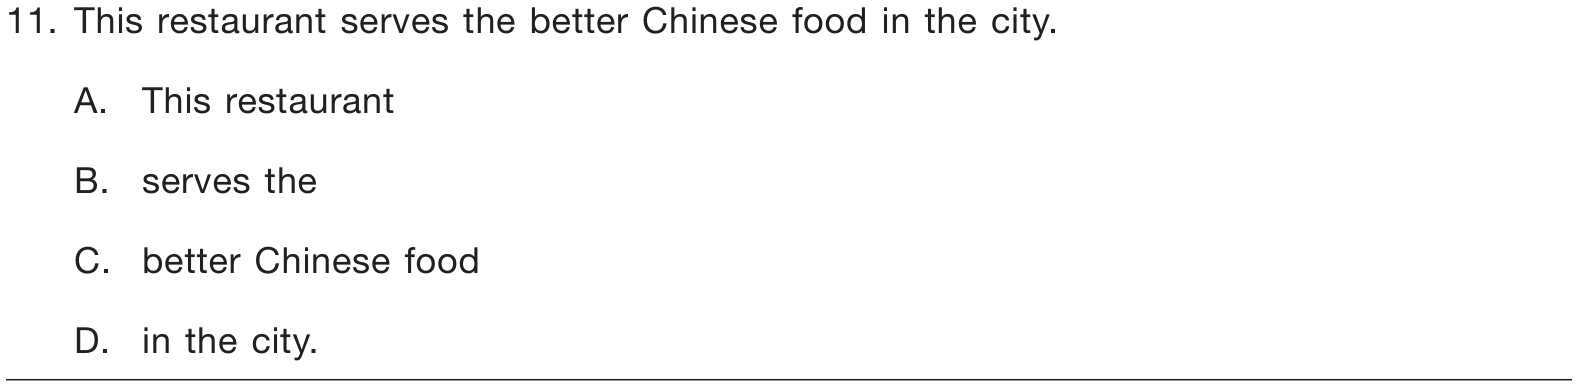 11. This restaurant serves the better Chinese food in the city.
A. This restaurant
B. serves the
C. better Chinese food
D. in the city.